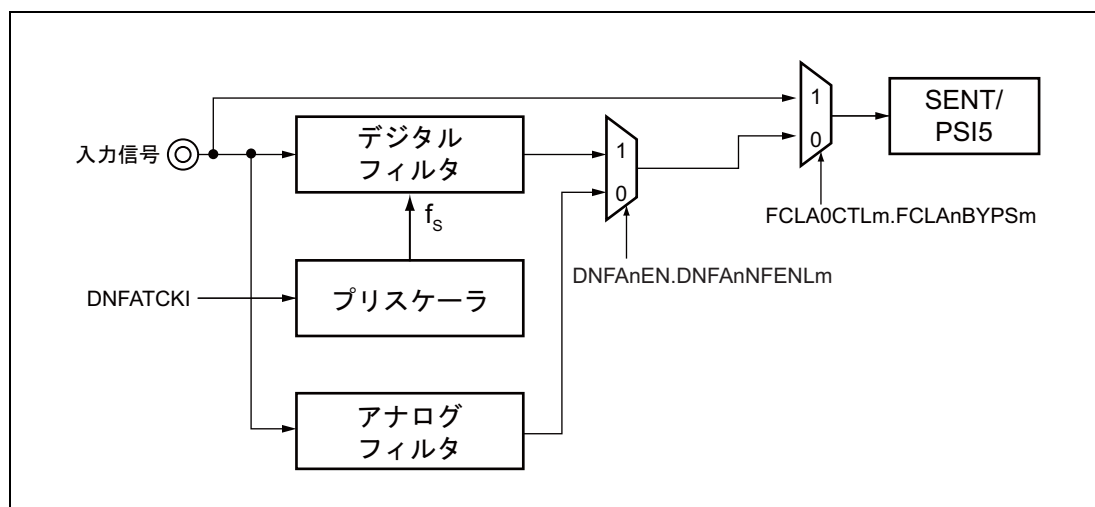 入力信号
デジタル
フィルタ
f_S
DNFATCKI
プリスケーラ
アナログ
フィルタ
1
0
DNFAnEN.DNFAnNFENLm
1
0
FCLA0CTLm.FCLAnBYPSm
SENT/
PSI5